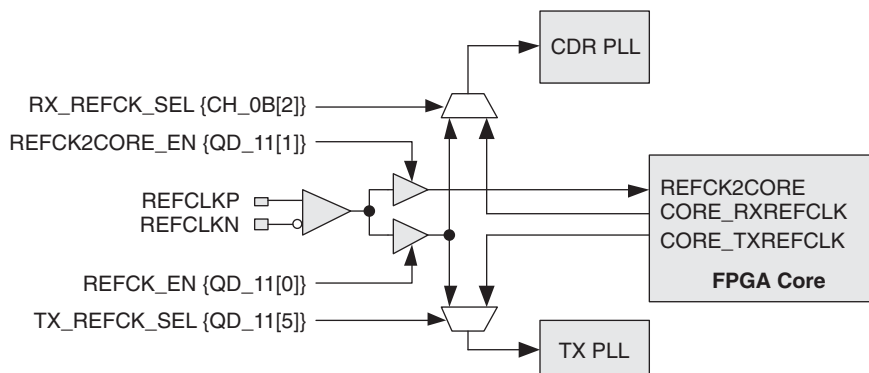 CDR PLL
RX_REFCK_SEL {CH_0B[2]}
REFCK2CORE_EN {QD_11[1]}
REFCLKP
REFCLKN
REFCK2CORE
CORE_RXREFCLK
CORE_TXREFCLK
FPGA Core
REFCK_EN {QD_11[0]}
TX_REFCK_SEL {QD_11[5]}
TX PLL